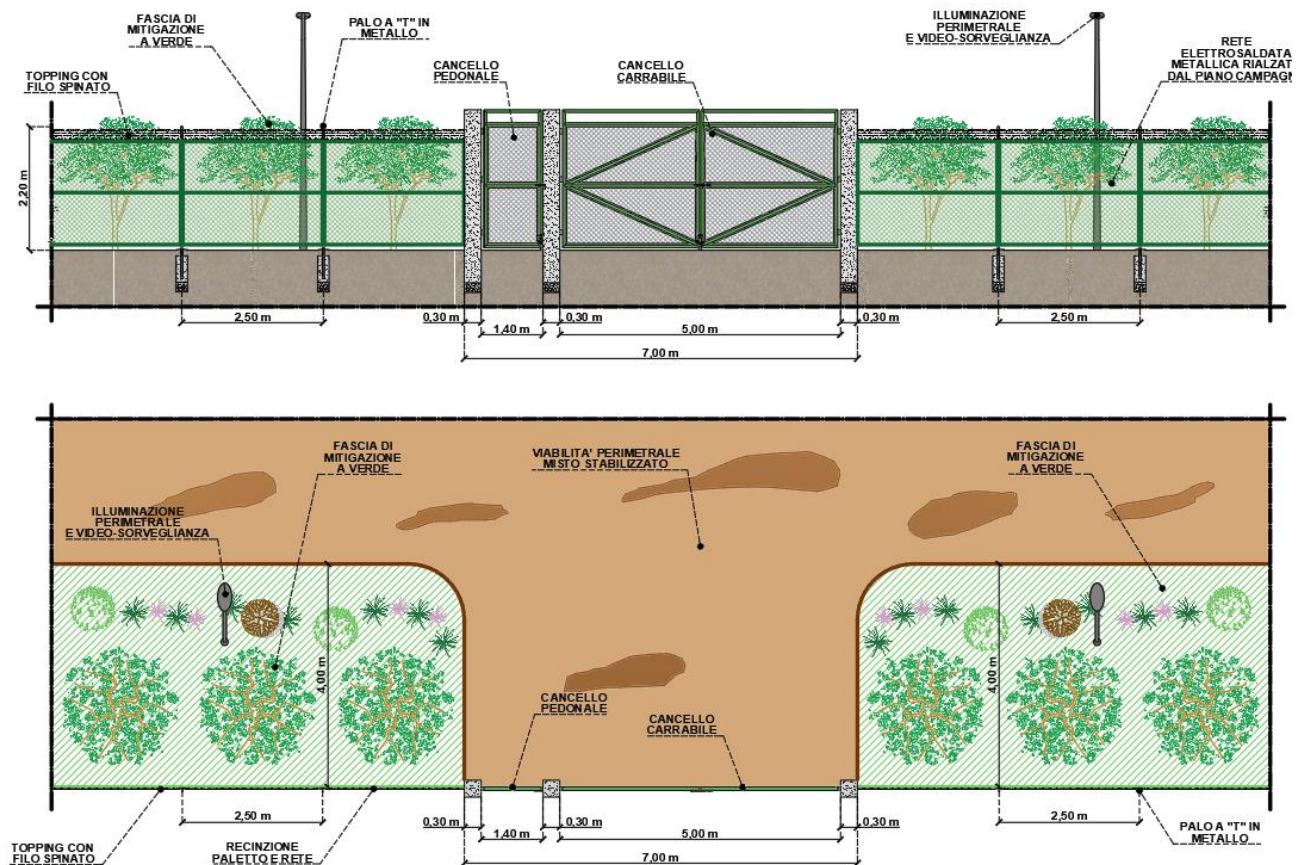 FASCIA DI
MITIGAZIONE
A VERDE
PALO A "T" IN
METALLO
ILLUMINAZIONE
PERIMETRALE
E VIDEO-SORVEGLIANZA
RETE
ELETTROSALDATA
METALLICA RIALZAT
DAL PIANO CAMPAGN
TOPPING CON
FILO SPINATO
CANCELLO
PEDONALE
CANCELLO
CARRABILE
2,20 m
2,50 m
0,30 m
1,40 m
0,30 m
5,00 m
0,30 m
2,50 m
7,00 m
FASCIA DI
MITIGAZIONE
A VERDE
VIABILITA' PERIMETRALE
MISTO STABILIZZATO
FASCIA DI
MITIGAZIONE
A VERDE
ILLUMINAZIONE
PERIMETRALE
E VIDEO-SORVEGLIANZA
4,00 m
4,00 m
CANCELLO
PEDONALE
CANCELLO
CARRABILE
2,50 m
0,30 m
1,40 m
0,30 m
5,00 m
0,30 m
2,50 m
7,00 m
TOPPING CON
FILO SPINATO
RECINZIONE
PALETTO E RETE
PALO A "T" IN
METALLO